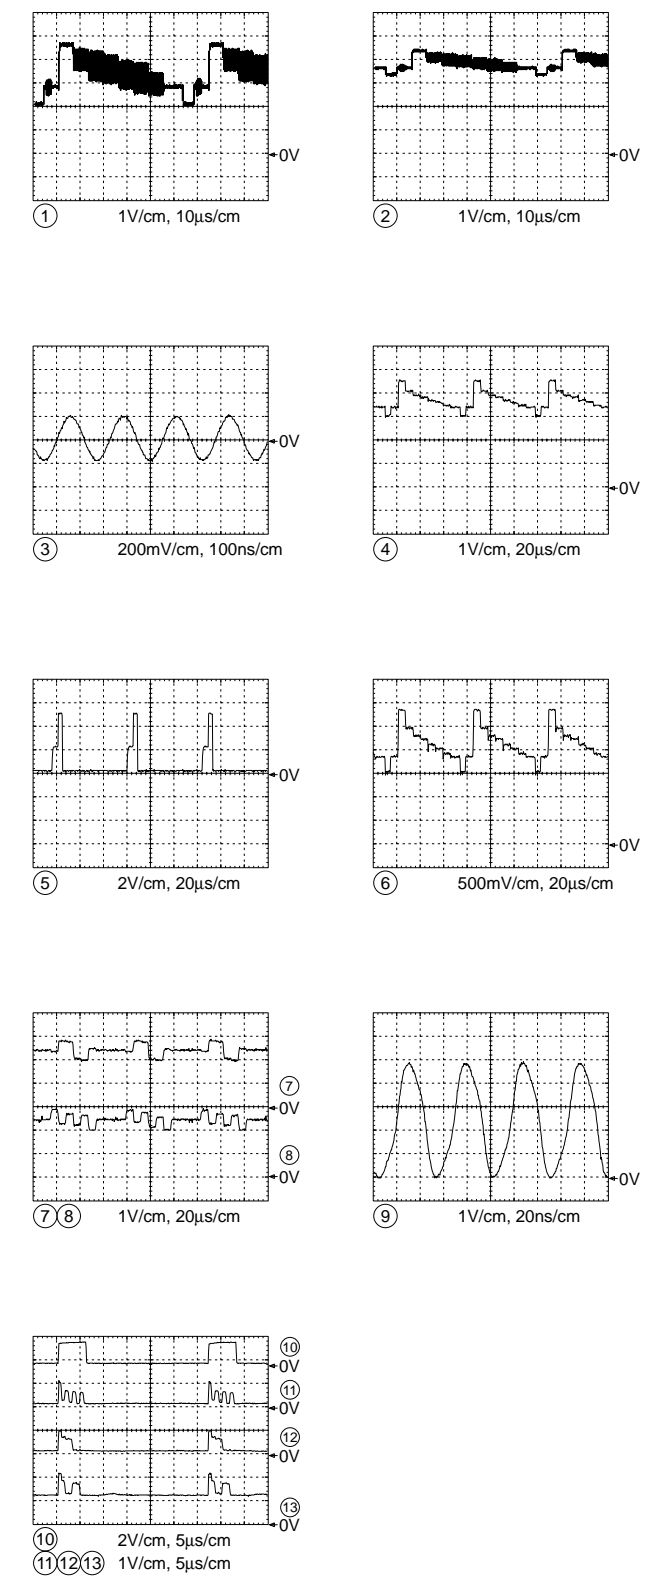 0V
0V
① 1V/cm, 10μs/cm
② 1V/cm, 10μs/cm
0V
0V
③ 200mV/cm, 100ns/cm
④ 1V/cm, 20μs/cm
0V
0V
⑤ 2V/cm, 20μs/cm
⑥ 500mV/cm, 20μs/cm
⑦
0V
⑧
0V
0V
⑦⑧ 1V/cm, 20μs/cm
⑨ 1V/cm, 20ns/cm
⑩
0V
⑪
0V
⑫
0V
⑬
0V
⑩ 2V/cm, 5μs/cm
⑪⑫⑬ 1V/cm, 5μs/cm